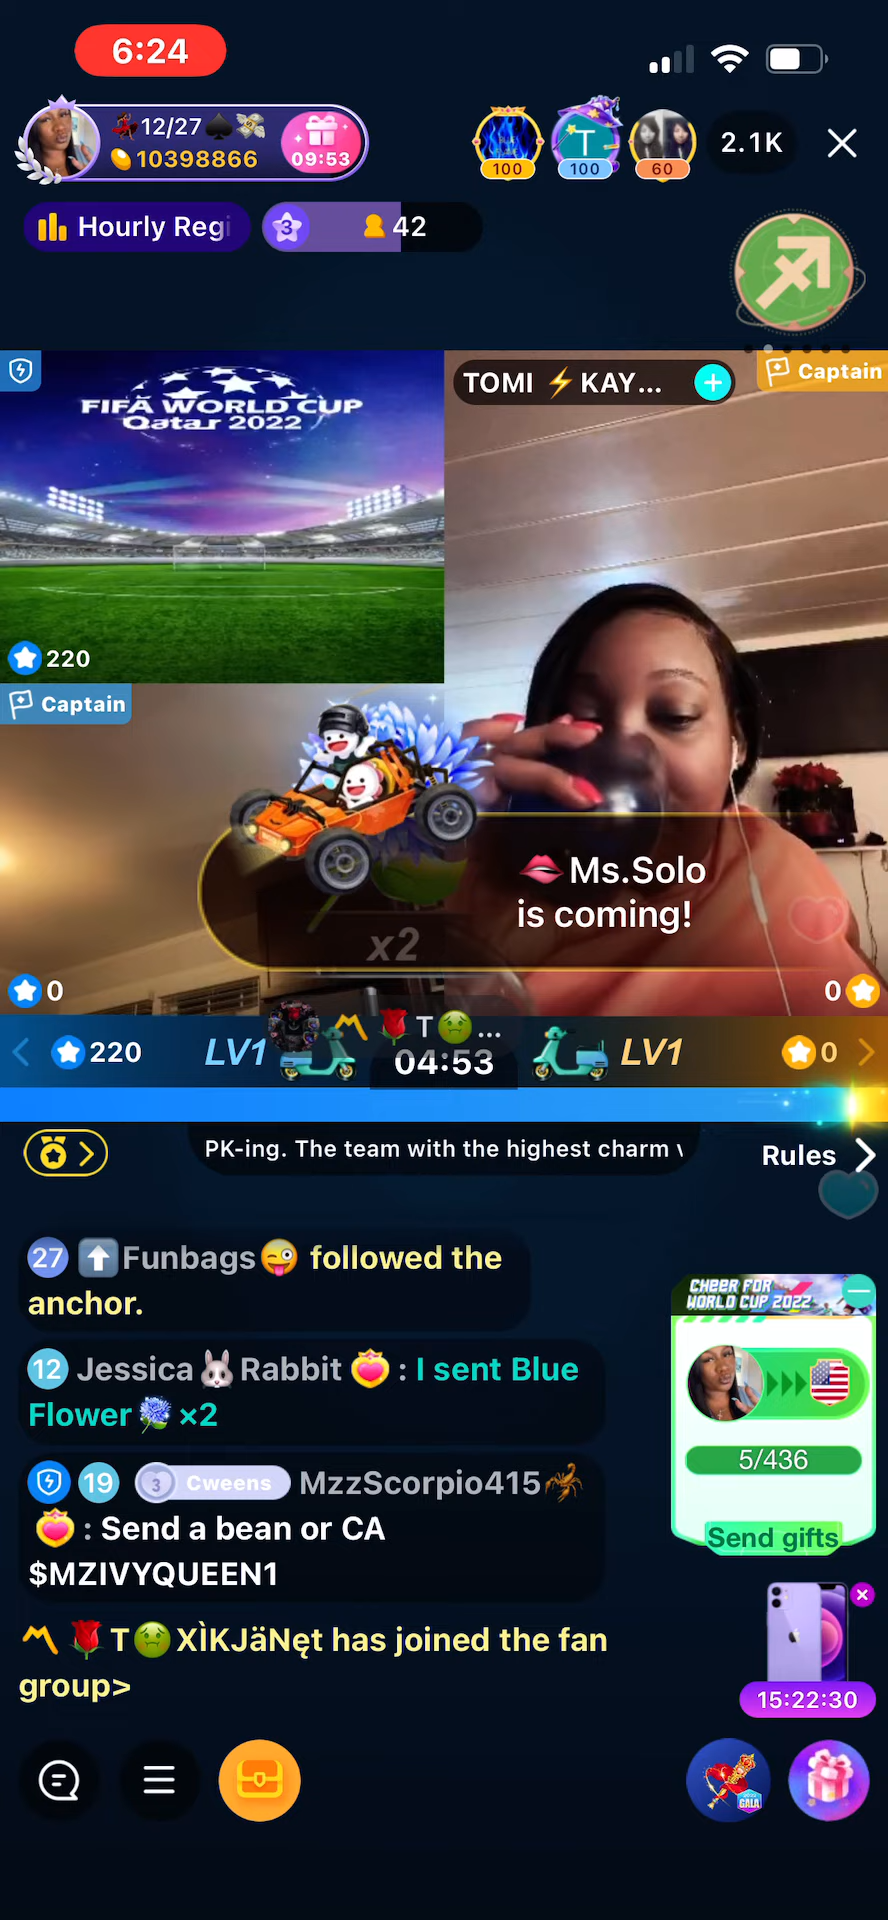 6:24
💃🏿12/27♠️💸
10398866
09:53
100
T
100
60
2.1K
Hourly Regi
3
42
FIFA WORLD CUP
Qatar 2022
TOMI ⚡KAY...
Captain
220
Captain
👄Ms.Solo
is coming!
x2
0
0
〽️🌹T🤢...
220
LV1
04:53
LV1
0
PK-ing. The team with the highest charm
Rules
27 ⬆️Funbags😜 followed the
anchor.
12 Jessica🐰Rabbit : I sent Blue
Flower ×2
19 3 Cweens MzzScorpio415🦂
: Send a bean or CA
$MZIVYQUEEN1
〽️🌹T🤢XÌKJäNęt has joined the fan
group>
CHEER FOR
WORLD CUP 2022
5/436
Send gifts
15:22:30
GALA